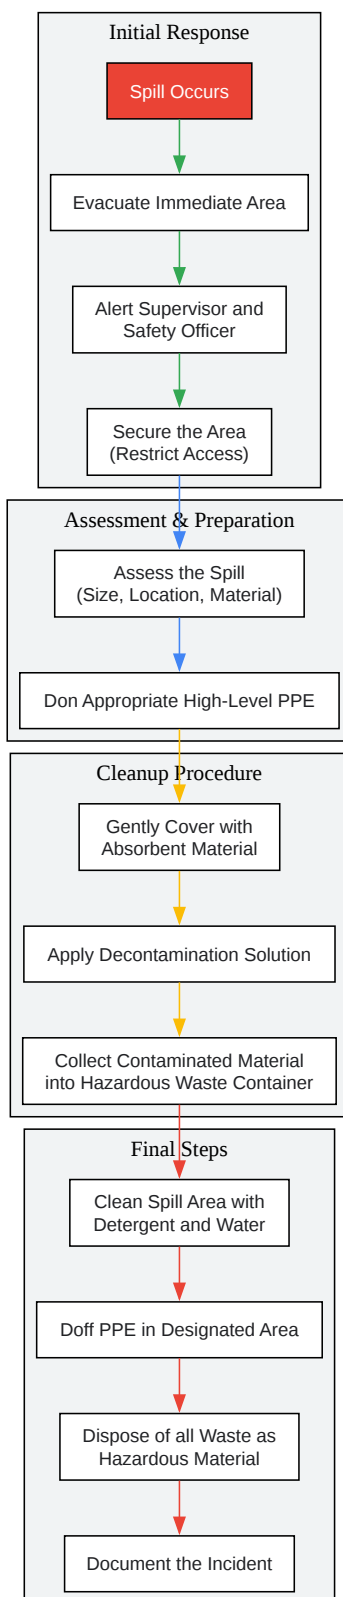 Initial Response
Spill Occurs
Evacuate Immediate Area
Alert Supervisor and
Safety Officer
Secure the Area
(Restrict Access)
Assessment & Preparation
Assess the Spill
(Size, Location, Material)
Don Appropriate High-Level PPE
Cleanup Procedure
Gently Cover with
Absorbent Material
Apply Decontamination Solution
Collect Contaminated Material
into Hazardous Waste Container
Final Steps
Clean Spill Area with
Detergent and Water
Doff PPE in Designated Area
Dispose of all Waste as
Hazardous Material
Document the Incident